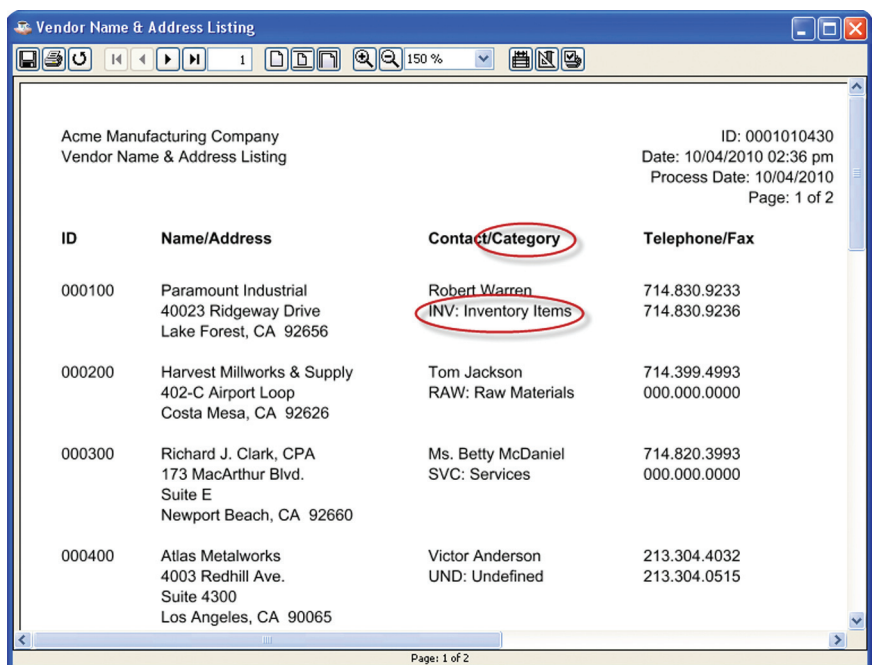 Vendor Name & Address Listing
1
150 %
Acme Manufacturing Company
Vendor Name & Address Listing
ID: 0001010430
Date: 10/04/2010 02:36 pm
Process Date: 10/04/2010
Page: 1 of 2
ID Name/Address Contact/Category Telephone/Fax
000100 Paramount Industrial Robert Warren 714.830.9233
40023 Ridgeway Drive INV: Inventory Items 714.830.9236
Lake Forest, CA 92656
000200 Harvest Millworks & Supply Tom Jackson 714.399.4993
402-C Airport Loop RAW: Raw Materials 000.000.0000
Costa Mesa, CA 92626
000300 Richard J. Clark, CPA Ms. Betty McDaniel 714.820.3993
173 MacArthur Blvd. SVC: Services 000.000.0000
Suite E
Newport Beach, CA 92660
000400 Atlas Metalworks Victor Anderson 213.304.4032
4003 Redhill Ave. UND: Undefined 213.304.0515
Suite 4300
Los Angeles, CA 90065
Page: 1 of 2